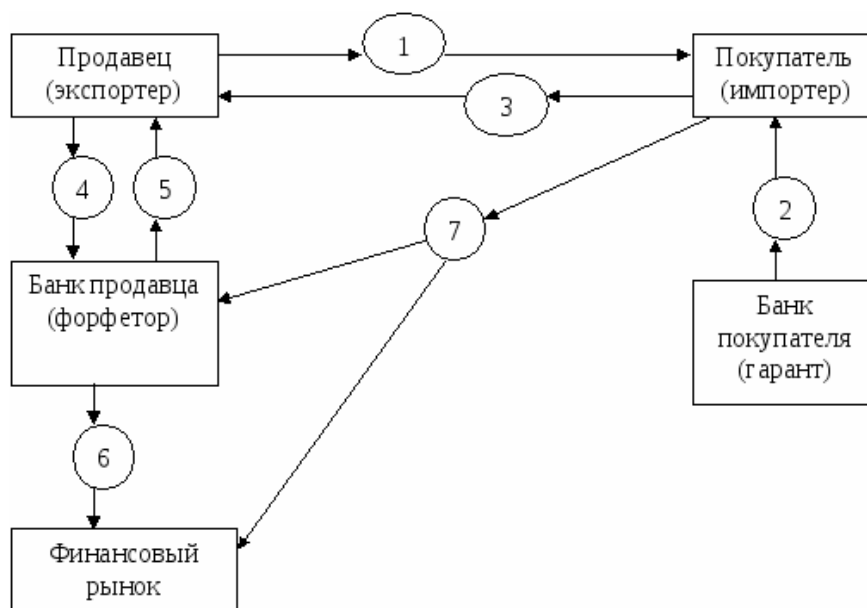 1
Продавец
(экспортер)
Покупатель
(импортер)
3
4
5
2
7
Банк продавца
(форфетор)
Банк
покупателя
(гарант)
6
Финансовый
рынок